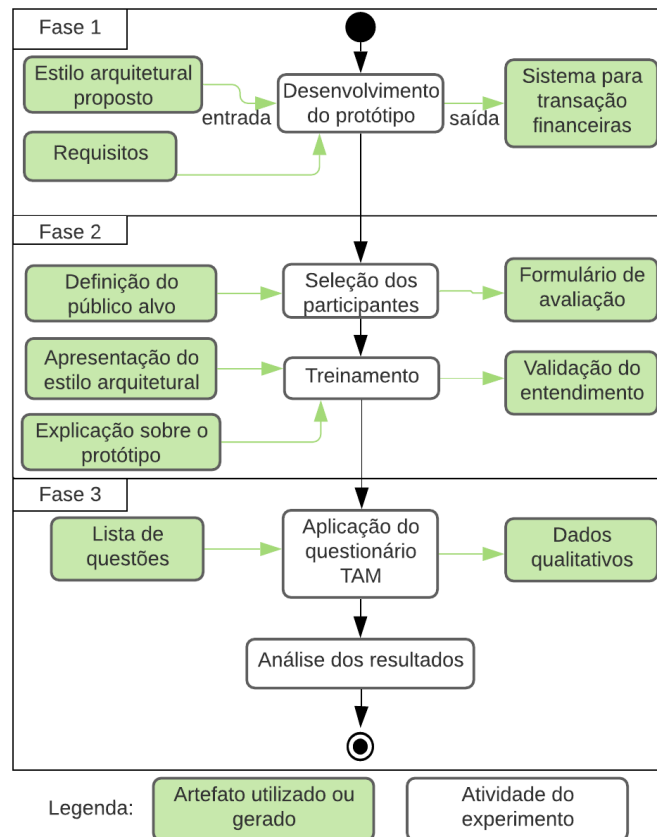 Fase 1
Estilo arquitetural
proposto
entrada
Requisitos
Desenvolvimento
do protótipo
saída
Sistema para
transação
financeiras
Fase 2
Definição do
público alvo
Seleção dos
participantes
Formulário de
avaliação
Apresentação do
estilo arquitetural
Treinamento
Validação do
entendimento
Explicação sobre o
protótipo
Fase 3
Lista de
questões
Aplicação do
questionário
TAM
Dados
qualitativos
Análise dos resultados
Legenda:
Artefato utilizado ou
gerado
Atividade do
experimento